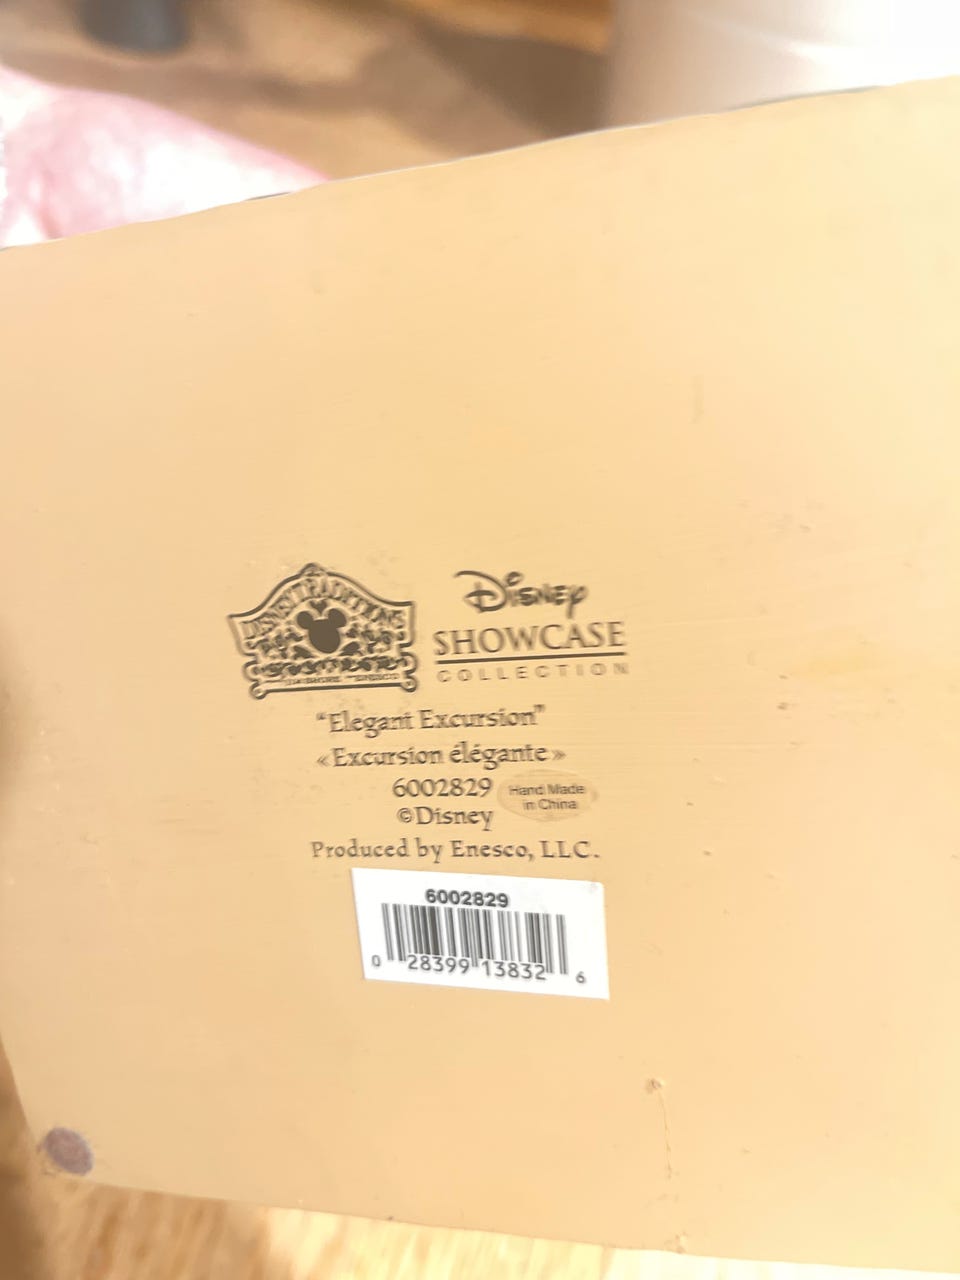 DISNEY TRADITIONS
DISNEY
SHOWCASE
COLLECTION
“Elegant Excursion”
«Excursion élégante»
6002829
Hand Made
in China
©Disney
Produced by Enesco, LLC.
6002829
0 28399 13832 6